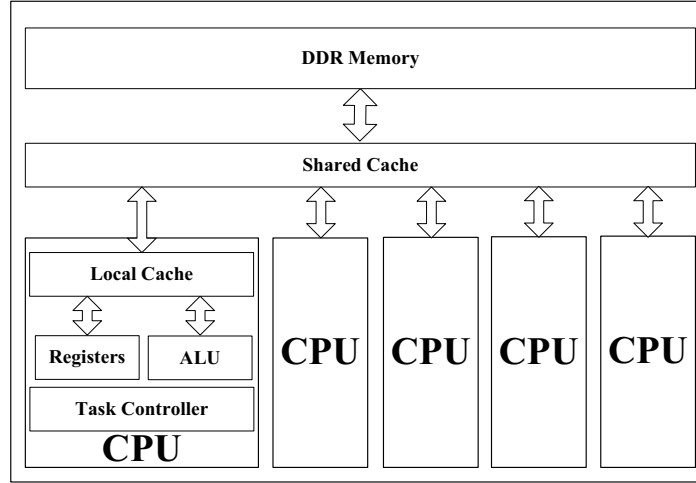 DDR Memory
Shared Cache
Local Cache
Registers
ALU
Task Controller
CPU
CPU
CPU
CPU
CPU